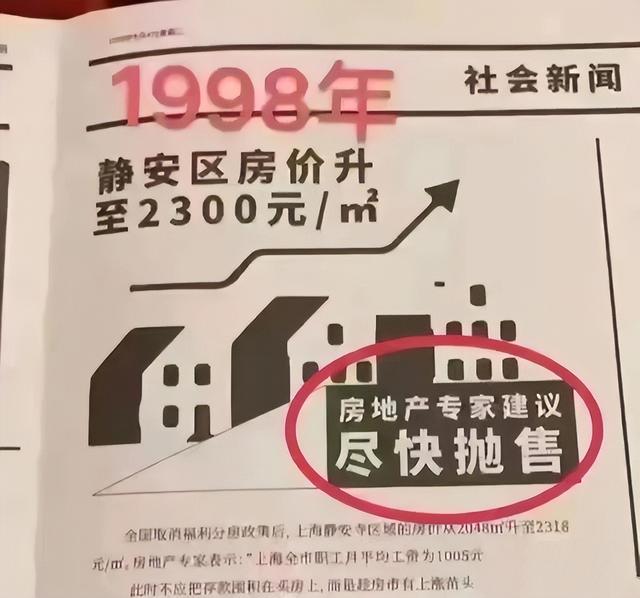 1998年
社会新闻
静安区房价升
至2300元/㎡
房地产专家建议
尽快抛售
全国取消福利分房政策后，上海静安寺区域的房价从2048㎡升至2318
元/㎡。房地产专家表示："上海全市职工月平均工带为1005元
此时不应把存款囤积在买房上，而是趁房市有上涨苗头